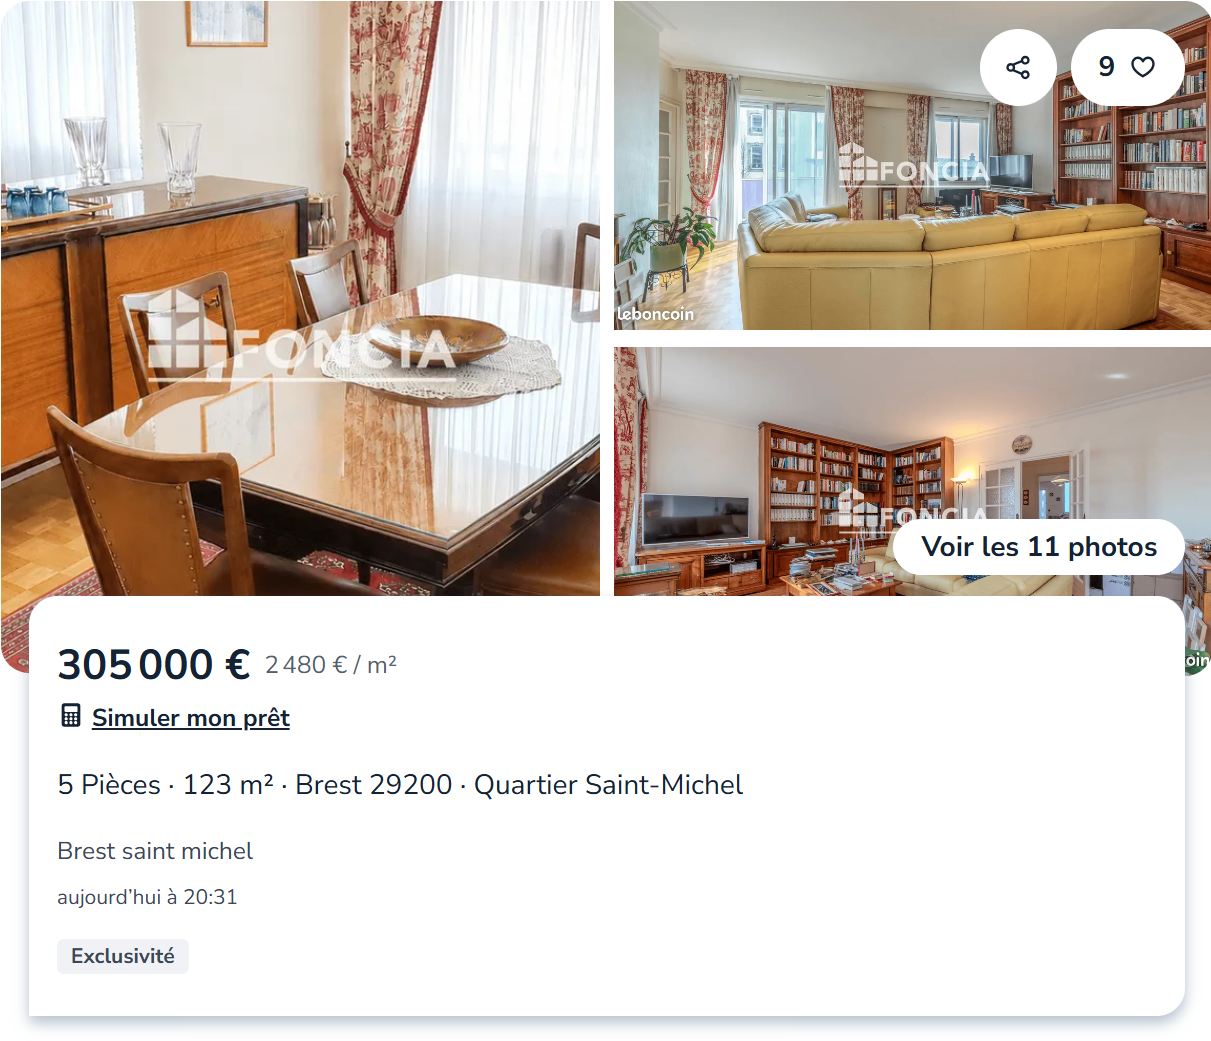 9
FONCIA
leboncoin
FONCIA
FONCIA
Voir les 11 photos
oin
305 000 € 2 480 € / m²
Simuler mon prêt
5 Pièces · 123 m² · Brest 29200 · Quartier Saint-Michel
Brest saint michel
aujourd’hui à 20:31
Exclusivité